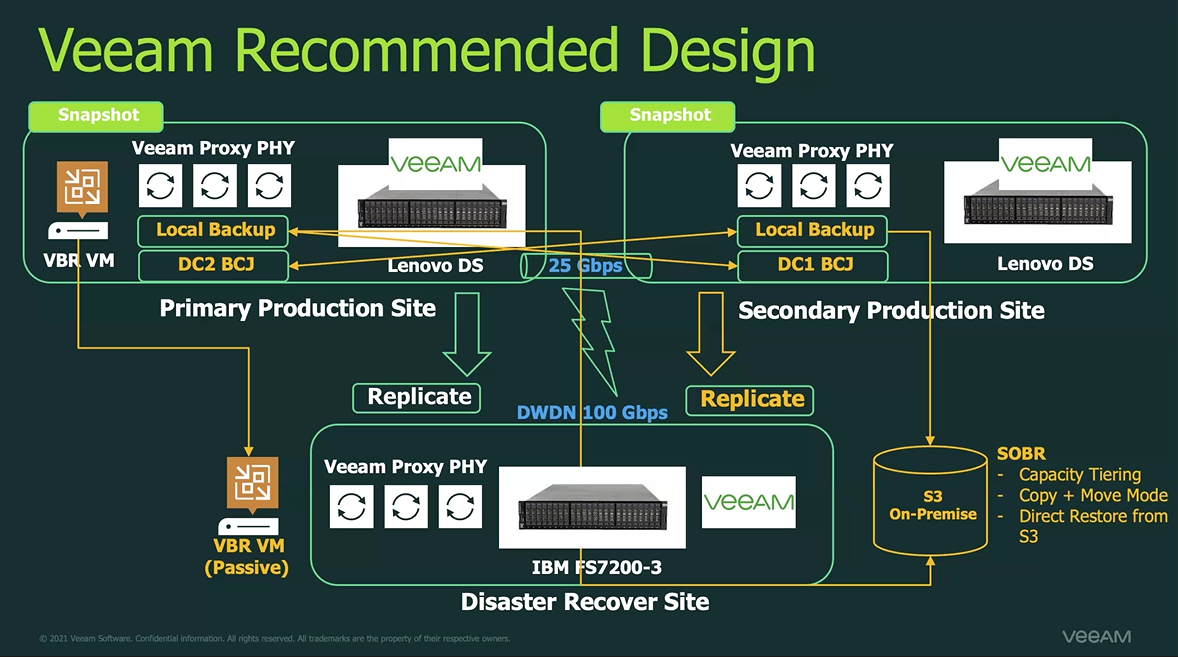 Veeam Recommended Design
Snapshot
Veeam Proxy PHY
VEEAM
Local Backup
DC2 BCJ
VBR VM
Lenovo DS
Primary Production Site
25 Gbps
Snapshot
Veeam Proxy PHY
VEEAM
Local Backup
DC1 BCJ
Lenovo DS
Secondary Production Site
Replicate
DWDN 100 Gbps
Replicate
Veeam Proxy PHY
VEEAM
IBM FS7200-3
Disaster Recover Site
VBR VM
(Passive)
S3
On-Premise
SOBR
- Capacity Tiering
- Copy + Move Mode
- Direct Restore from
S3
© 2021 Veeam Software. Confidential information. All rights reserved. All trademarks are the property of their respective owners.
VEEAM